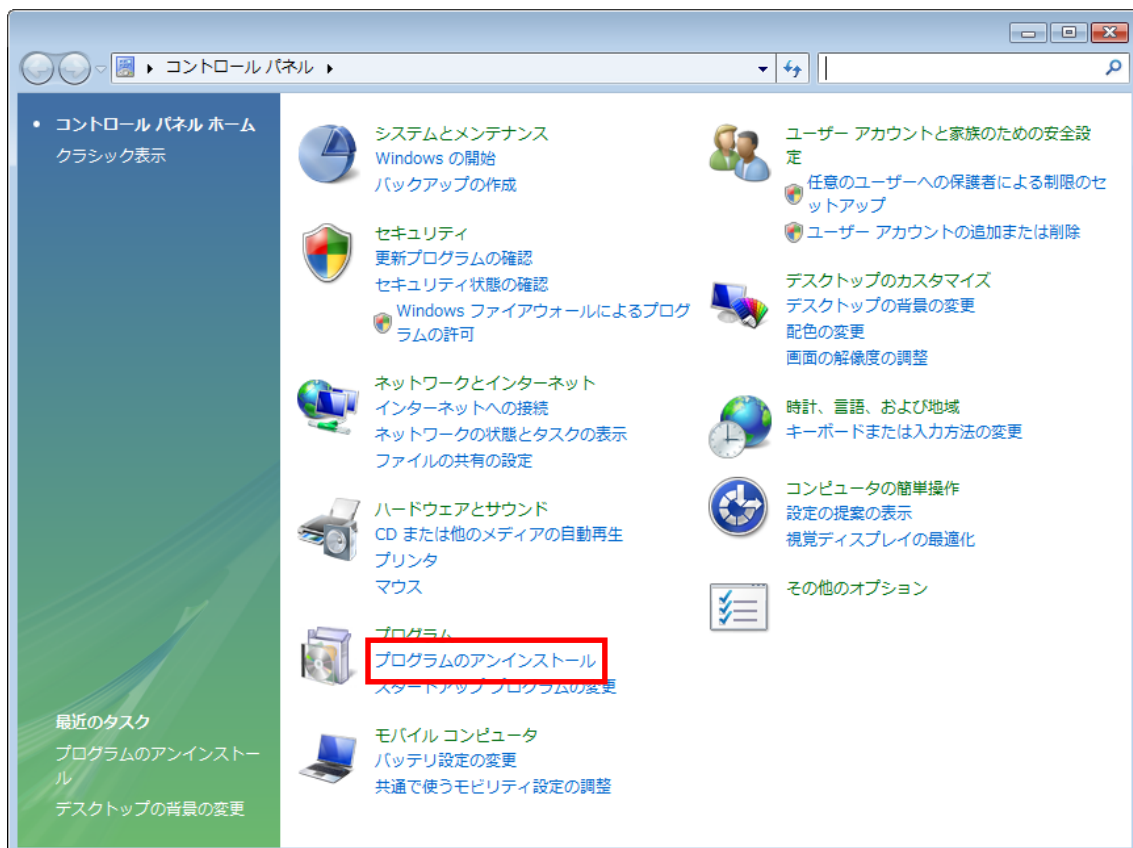 コントロール パネル
コントロール パネル ホーム
クラシック表示
システムとメンテナンス
Windows の開始
バックアップの作成
セキュリティ
更新プログラムの確認
セキュリティ状態の確認
Windows ファイアウォールによるプログ
ラムの許可
ネットワークとインターネット
インターネットへの接続
ネットワークの状態とタスクの表示
ファイルの共有の設定
ハードウェアとサウンド
CD または他のメディアの自動再生
プリンタ
マウス
プログラム
プログラムのアンインストール
スタートアップ プログラムの変更
モバイル コンピュータ
バッテリ設定の変更
共通で使うモビリティ設定の調整
ユーザー アカウントと家族のための安全設
定
任意のユーザーへの保護者による制限のセ
ットアップ
ユーザー アカウントの追加または削除
デスクトップのカスタマイズ
デスクトップの背景の変更
配色の変更
画面の解像度の調整
時計、言語、および地域
キーボードまたは入力方法の変更
コンピュータの簡単操作
設定の提案の表示
視覚ディスプレイの最適化
その他のオプション
最近のタスク
プログラムのアンインストー
ル
デスクトップの背景の変更